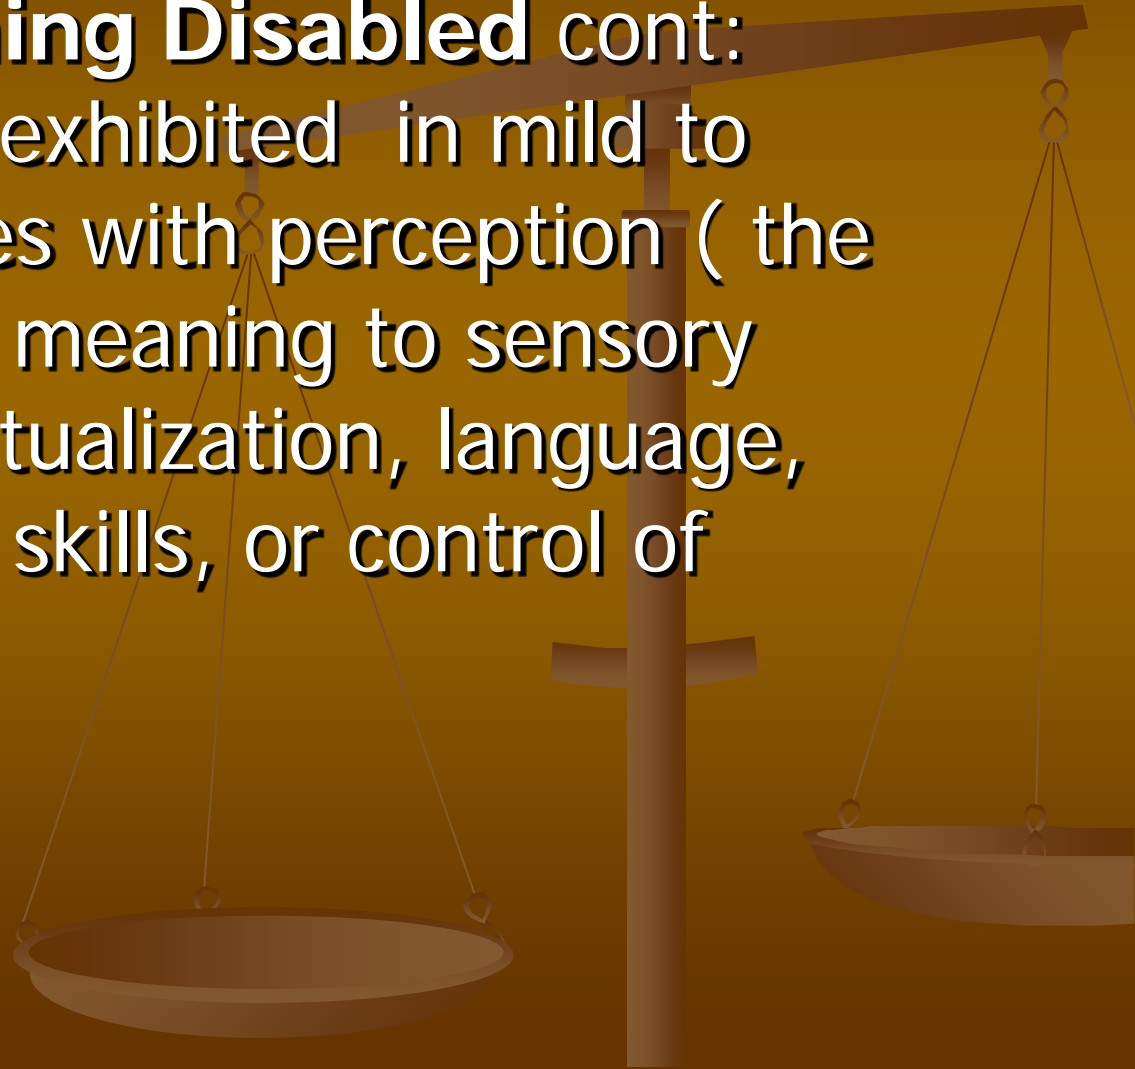 ing Disabled cont:
exhibited in mild to
es with perception ( the
meaning to sensory
tualization, language,
skills, or control of